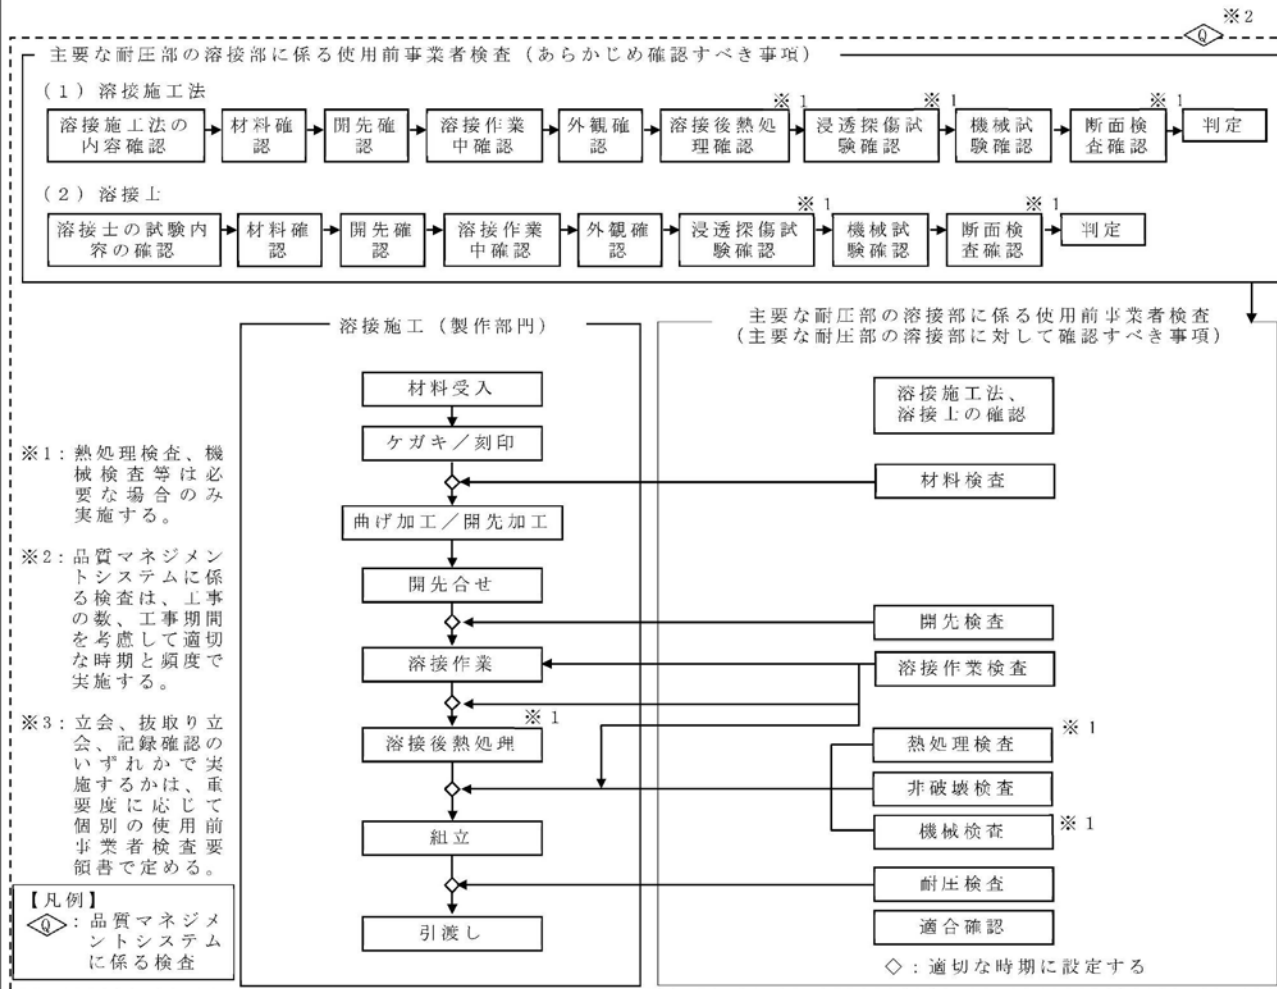 ※2
Q
主要な耐圧部の溶接部に係る使用前事業者検査（あらかじめ確認すべき事項）
（1）溶接施工法
※1
※1
※1
溶接施工法の
内容確認
材料確
認
開先確
認
溶接作業
中確認
外観確
認
溶接後熱処
理確認
浸透探傷試
験確認
機械試
験確認
断面検
査確認
判定
（2）溶接士
※1
※1
溶接士の試験内
容の確認
材料確
認
開先確
認
溶接作業
中確認
外観確
認
浸透探傷試
験確認
機械試
験確認
断面検
査確認
判定
溶接施工（製作部門）
材料受入
ケガキ／刻印
曲げ加工／開先加工
開先合せ
溶接作業
※1
溶接後熱処理
組立
引渡し
主要な耐圧部の溶接部に係る使用前事業者検査
（主要な耐圧部の溶接部に対して確認すべき事項）
溶接施工法、
溶接士の確認
材料検査
開先検査
溶接作業検査
※1
熱処理検査
非破壊検査
機械検査
※1
耐圧検査
適合確認
◇：適切な時期に設定する
※1：熱処理検査、機
械検査等は必
要な場合のみ
実施する。
※2：品質マネジメン
トシステムに係
る検査は、工事
の数、工事期間
を考慮して適切
な時期と頻度で
実施する。
※3：立会、抜取り立
会、記録確認の
いずれかで実
施するかは、重
要度に応じて
個別の使用前
事業者検査要
領書で定める。
【凡例】
Q：品質マネジメ
ントシステム
に係る検査